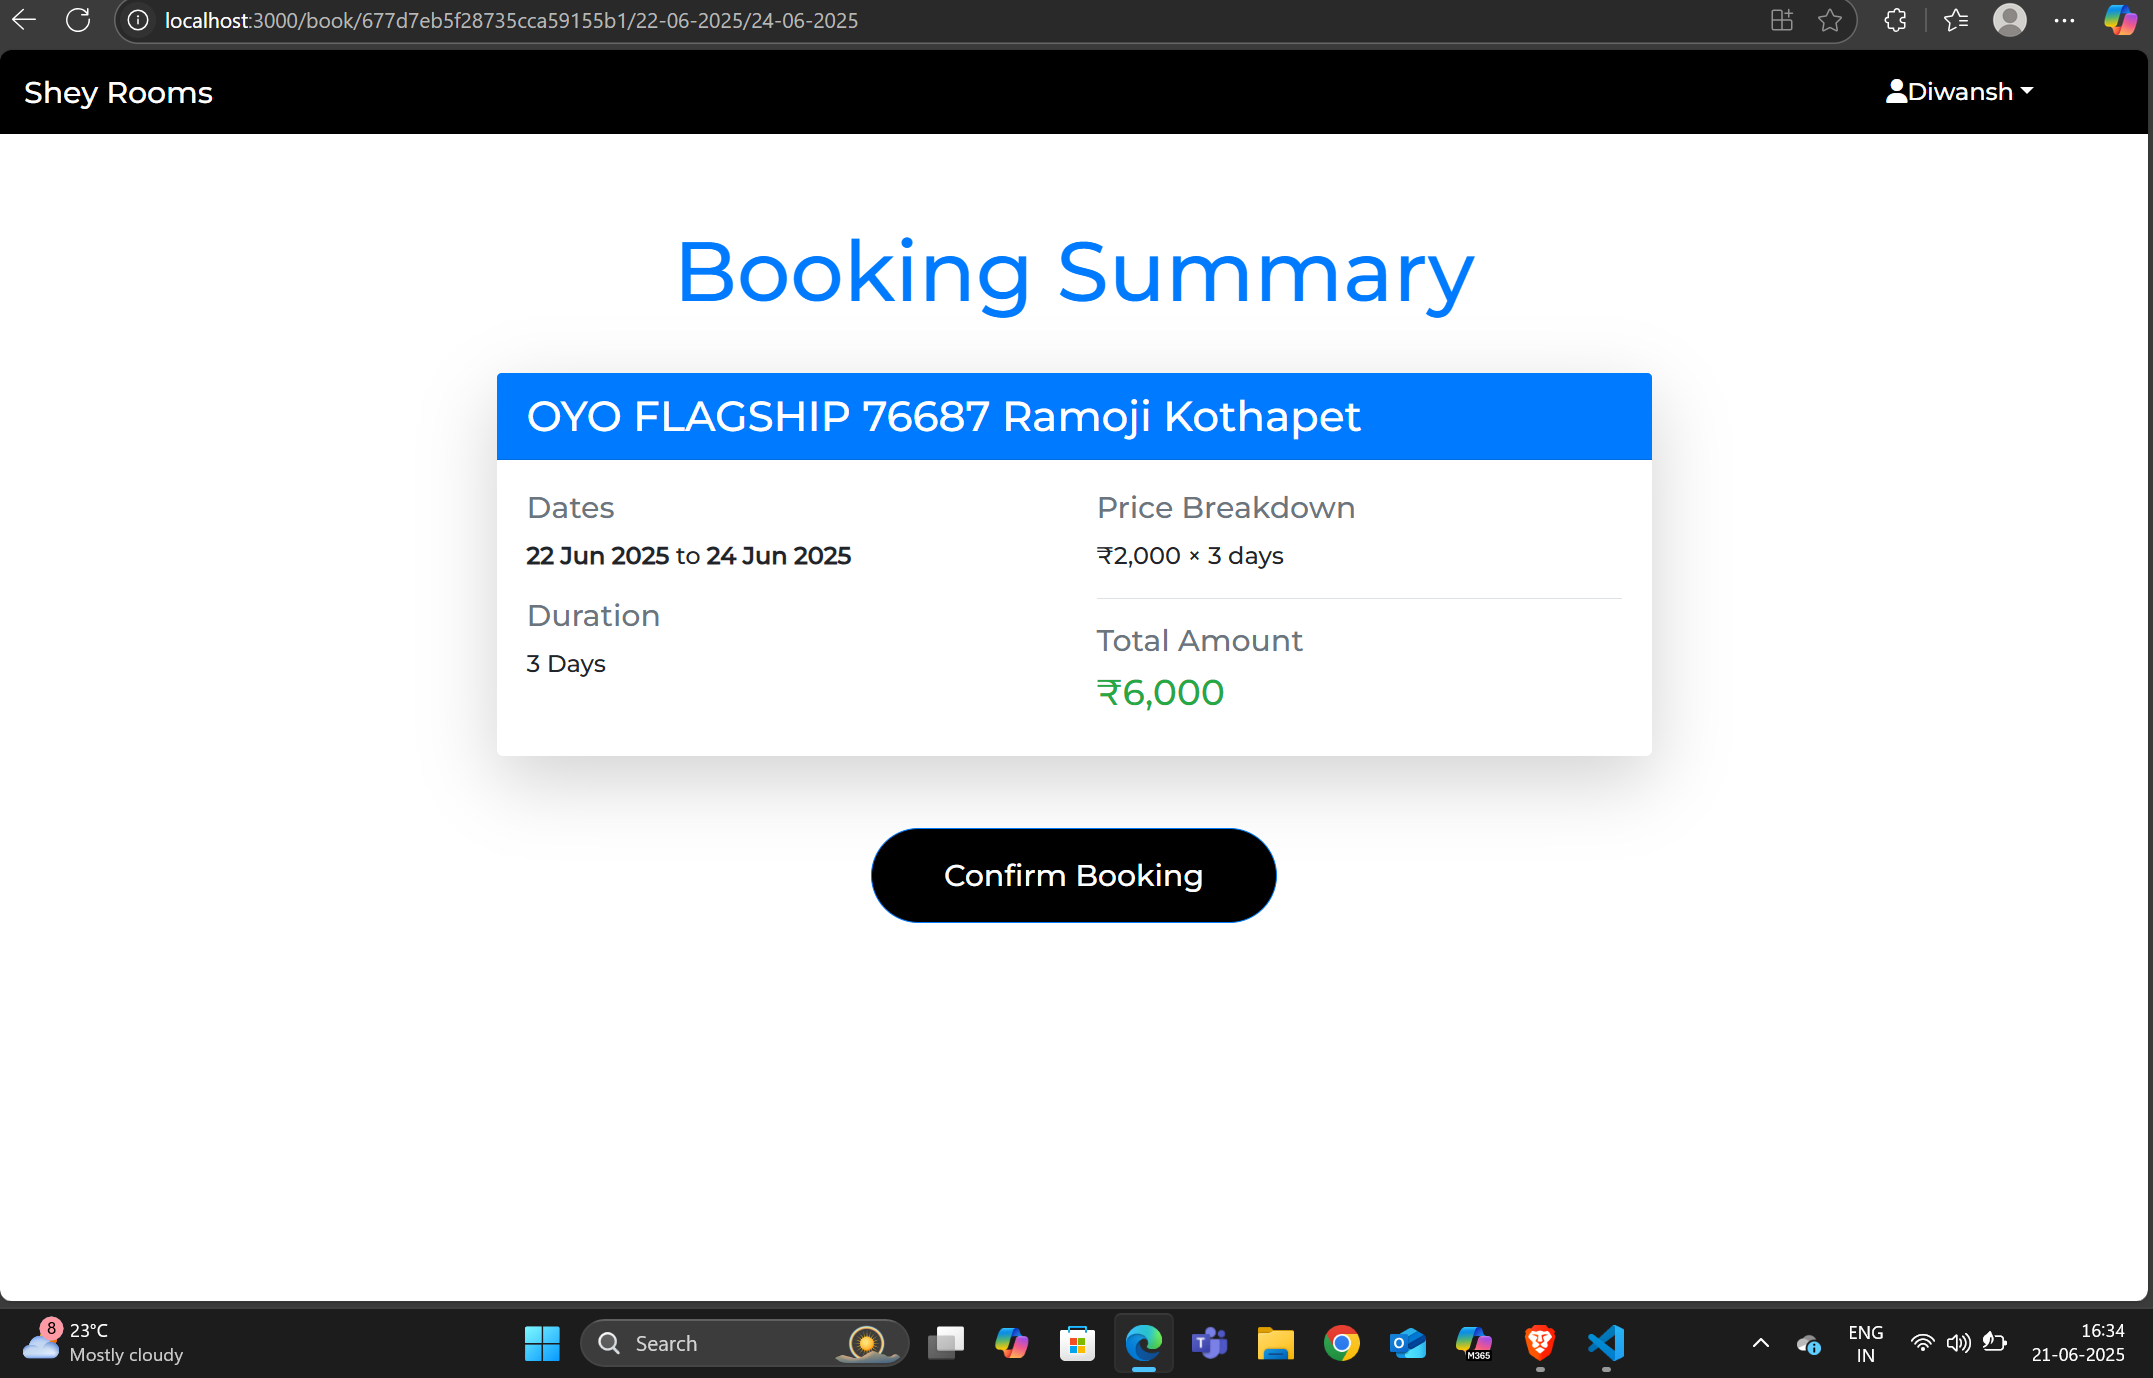 localhost:3000/book/677d7eb5f28735cca59155b1/22-06-2025/24-06-2025
Shey Rooms
Diwansh
Booking Summary
OYO FLAGSHIP 76687 Ramoji Kothapet
Dates
22 Jun 2025 to 24 Jun 2025
Duration
3 Days
Price Breakdown
₹2,000 × 3 days
Total Amount
₹6,000
Confirm Booking
8
23°C
Mostly cloudy
Search
T
O
M365
ENG
IN
16:34
21-06-2025